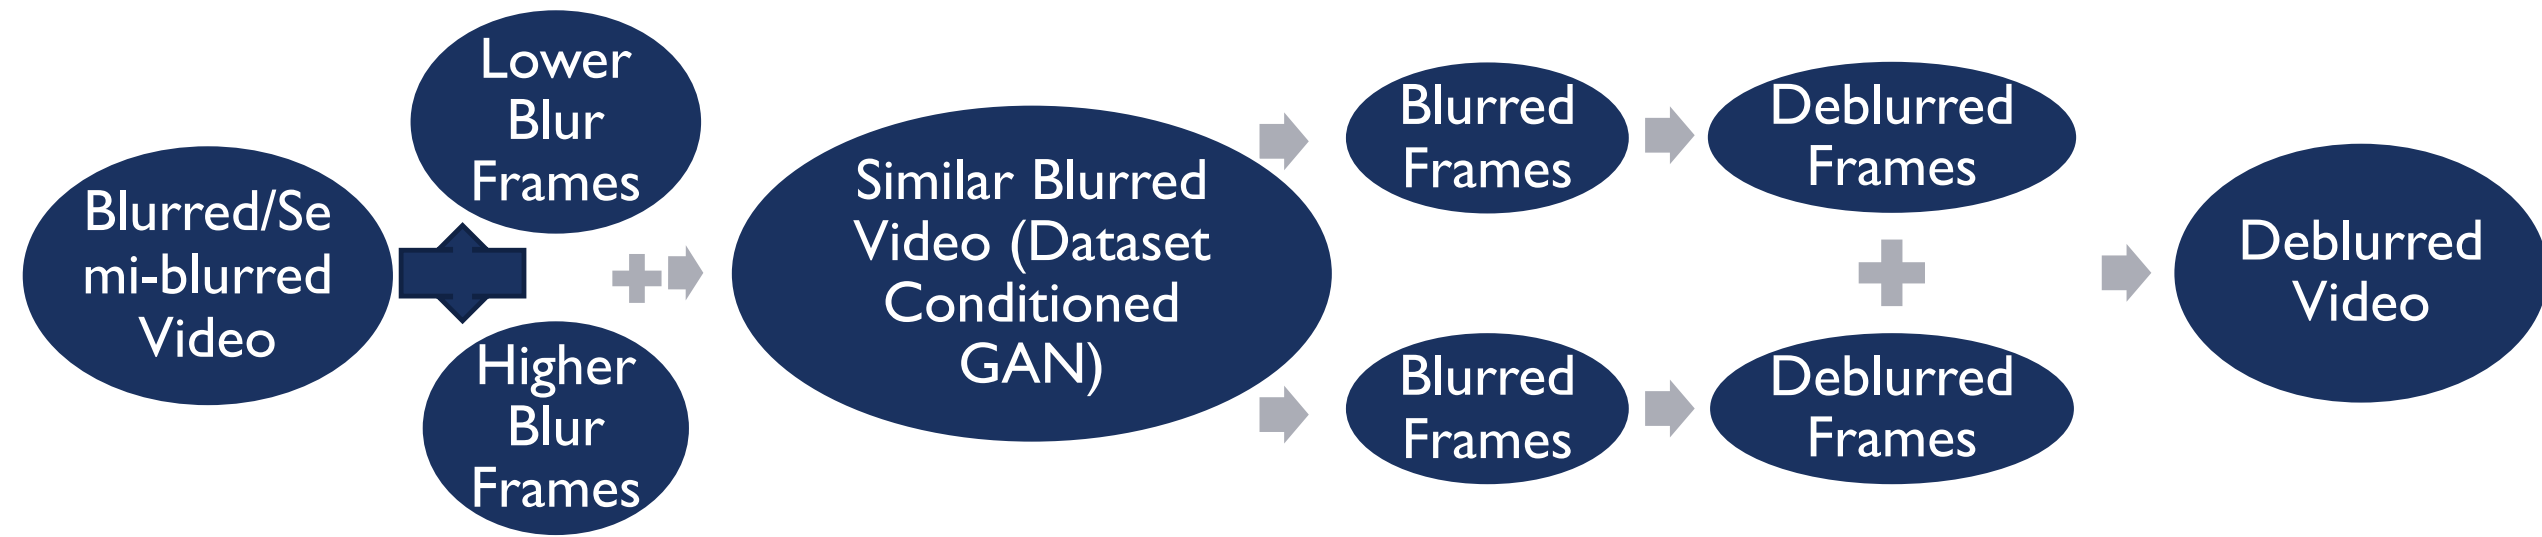 Blurred/Se
mi-blurred
Video
Lower
Blur
Frames
Higher
Blur
Frames
Similar Blurred
Video (Dataset
Conditioned
GAN)
Blurred
Frames
Deblurred
Frames
Blurred
Frames
Deblurred
Frames
Deblurred
Video